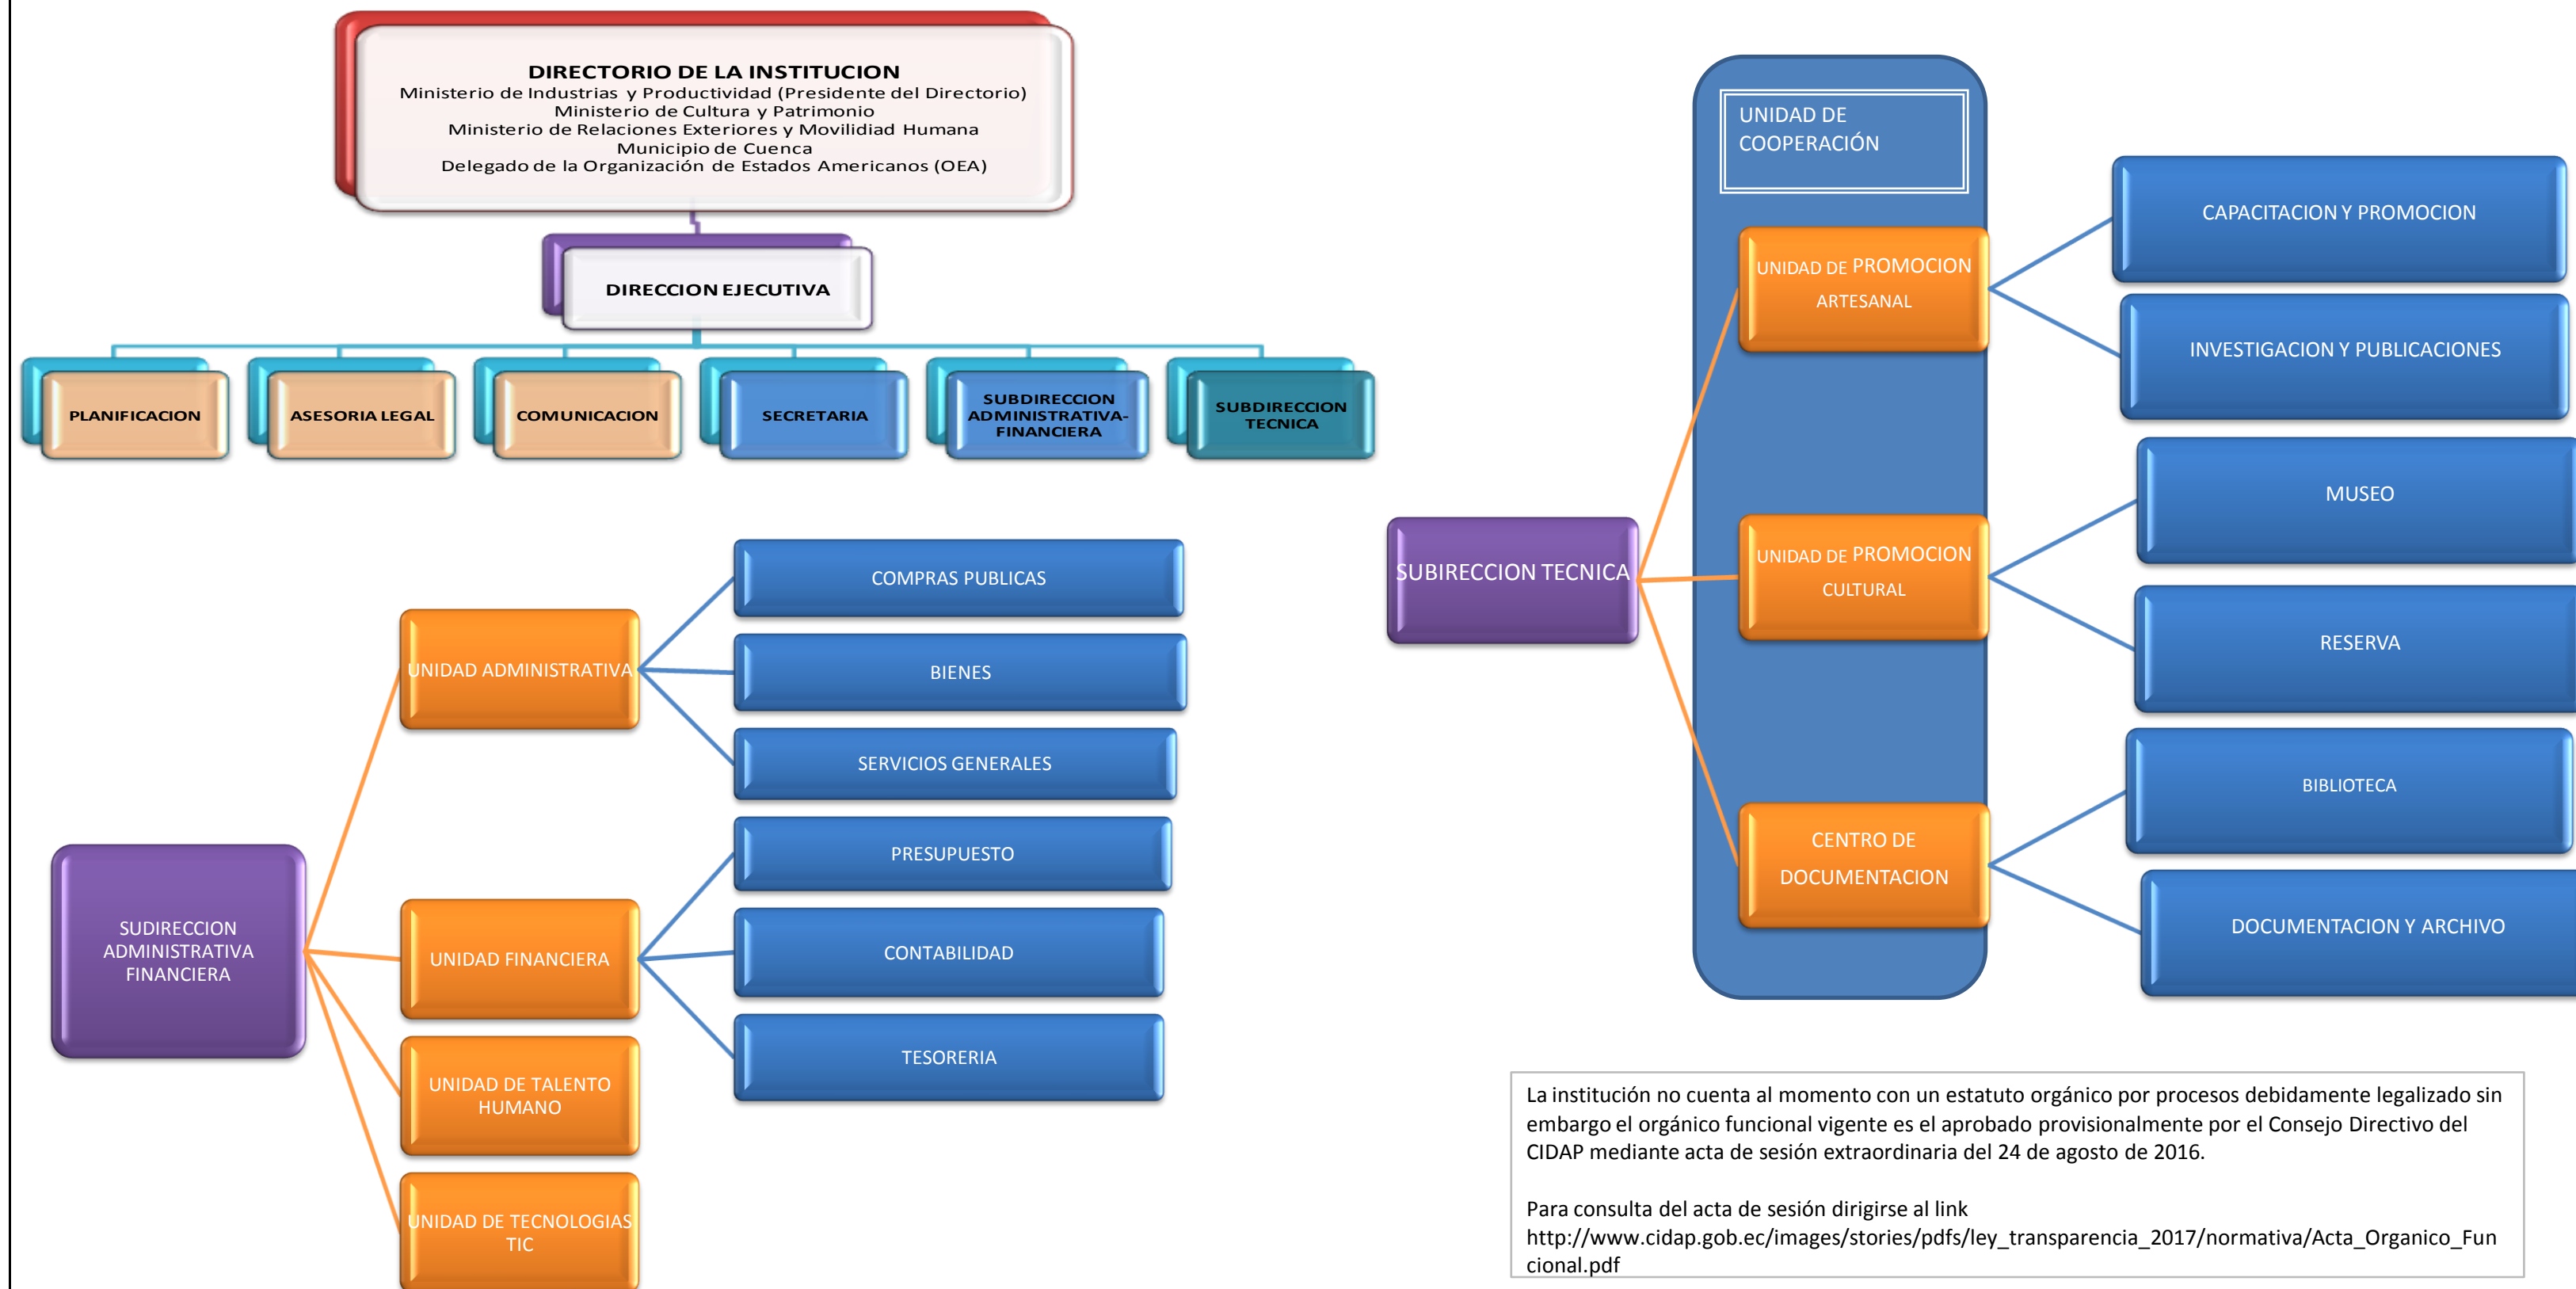 DIRECTORIO DE LA INSTITUCION
Ministerio de Industrias y Productividad (Presidente del Directorio)
Ministerio de Cultura y Patrimonio
Ministerio de Relaciones Exteriores y Movilidiad Humana
Municipio de Cuenca
Delegado de la Organización de Estados Americanos (OEA)
DIRECCION EJECUTIVA
PLANIFICACION
ASESORIA LEGAL
COMUNICACION
SECRETARIA
SUBDIRECCION
ADMINISTRATIVA-
FINANCIERA
SUBDIRECCION
TECNICA
SUDIRECCION
ADMINISTRATIVA
FINANCIERA
UNIDAD ADMINISTRATIVA
COMPRAS PUBLICAS
BIENES
SERVICIOS GENERALES
UNIDAD FINANCIERA
PRESUPUESTO
CONTABILIDAD
TESORERIA
UNIDAD DE TALENTO
HUMANO
UNIDAD DE TECNOLOGIAS
TIC
UNIDAD DE
COOPERACIÓN
SUBIRECCION TECNICA
UNIDAD DE PROMOCION
ARTESANAL
CAPACITACION Y PROMOCION
INVESTIGACION Y PUBLICACIONES
UNIDAD DE PROMOCION
CULTURAL
MUSEO
RESERVA
CENTRO DE
DOCUMENTACION
BIBLIOTECA
DOCUMENTACION Y ARCHIVO
La institución no cuenta al momento con un estatuto orgánico por procesos debidamente legalizado sin
embargo el orgánico funcional vigente es el aprobado provisionalmente por el Consejo Directivo del
CIDAP mediante acta de sesión extraordinaria del 24 de agosto de 2016.
Para consulta del acta de sesión dirigirse al link
http://www.cidap.gob.ec/images/stories/pdfs/ley_transparencia_2017/normativa/Acta_Organico_Fun
cional.pdf